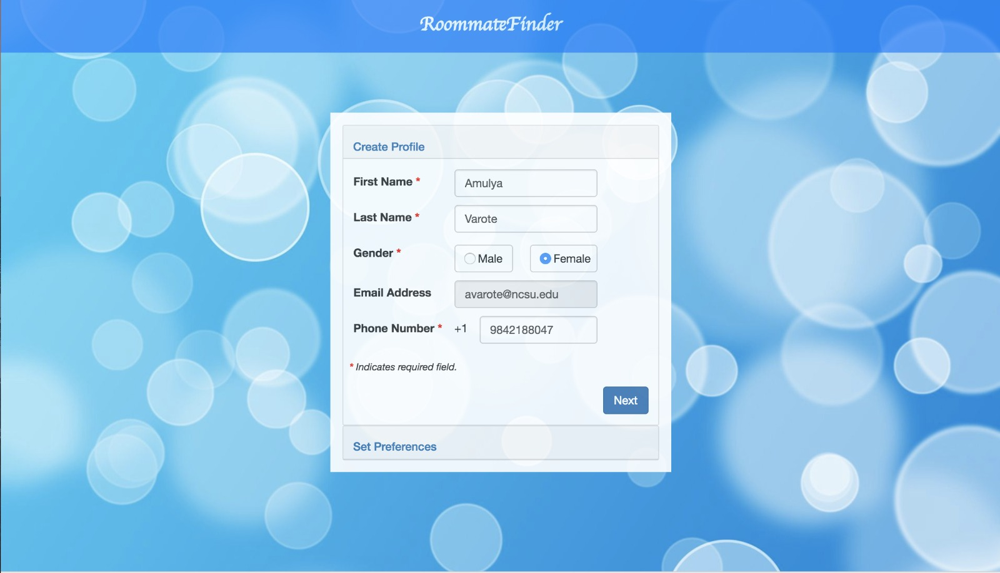 RoommateFinder
Create Profile
First Name * Amulya
Last Name * Varote
Gender * Male Female
Email Address avarote@ncsu.edu
Phone Number * +1 9842188047
* Indicates required field.
Next
Set Preferences